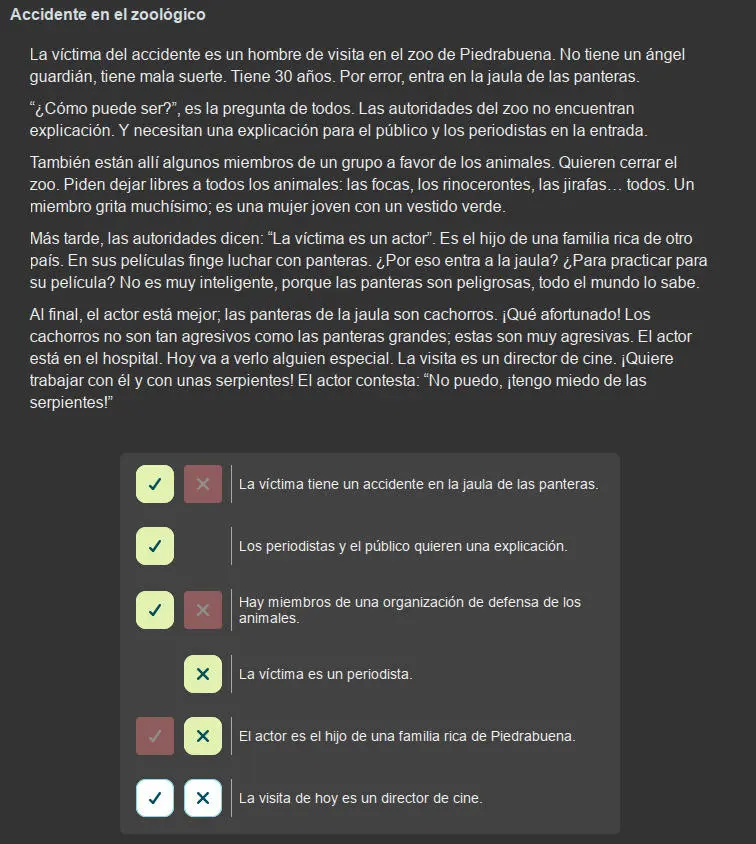 Accidente en el zoológico
La víctima del accidente es un hombre de visita en el zoo de Piedrabuena. No tiene un ángel
guardián, tiene mala suerte. Tiene 30 años. Por error, entra en la jaula de las panteras.
“¿Cómo puede ser?”, es la pregunta de todos. Las autoridades del zoo no encuentran
explicación. Y necesitan una explicación para el público y los periodistas en la entrada.
También están allí algunos miembros de un grupo a favor de los animales. Quieren cerrar el
zoo. Piden dejar libres a todos los animales: las focas, los rinocerontes, las jirafas… todos. Un
miembro grita muchísimo; es una mujer joven con un vestido verde.
Más tarde, las autoridades dicen: “La víctima es un actor”. Es el hijo de una familia rica de otro
país. En sus películas finge luchar con panteras. ¿Por eso entra a la jaula? ¿Para practicar para
su película? No es muy inteligente, porque las panteras son peligrosas, todo el mundo lo sabe.
Al final, el actor está mejor; las panteras de la jaula son cachorros. ¡Qué afortunado! Los
cachorros no son tan agresivos como las panteras grandes; estas son muy agresivas. El actor
está en el hospital. Hoy va a verlo alguien especial. La visita es un director de cine. ¡Quiere
trabajar con él y con unas serpientes! El actor contesta: “No puedo, ¡tengo miedo de las
serpientes!”
La víctima tiene un accidente en la jaula de las panteras.
Los periodistas y el público quieren una explicación.
Hay miembros de una organización de defensa de los
animales.
La víctima es un periodista.
El actor es el hijo de una familia rica de Piedrabuena.
La visita de hoy es un director de cine.